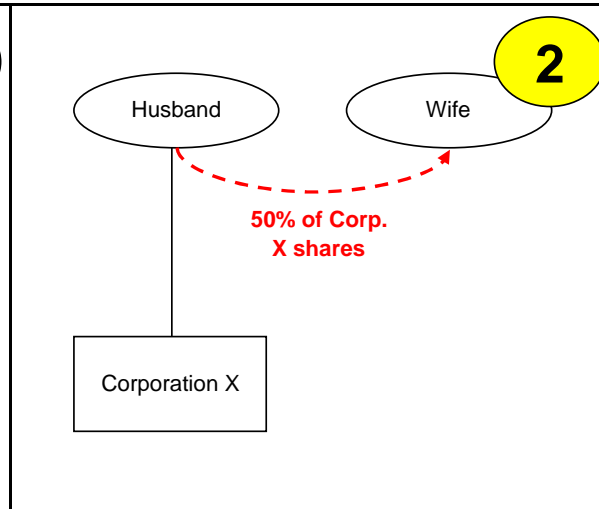 2
Husband
Wife
50% of Corp.
X shares
Corporation X